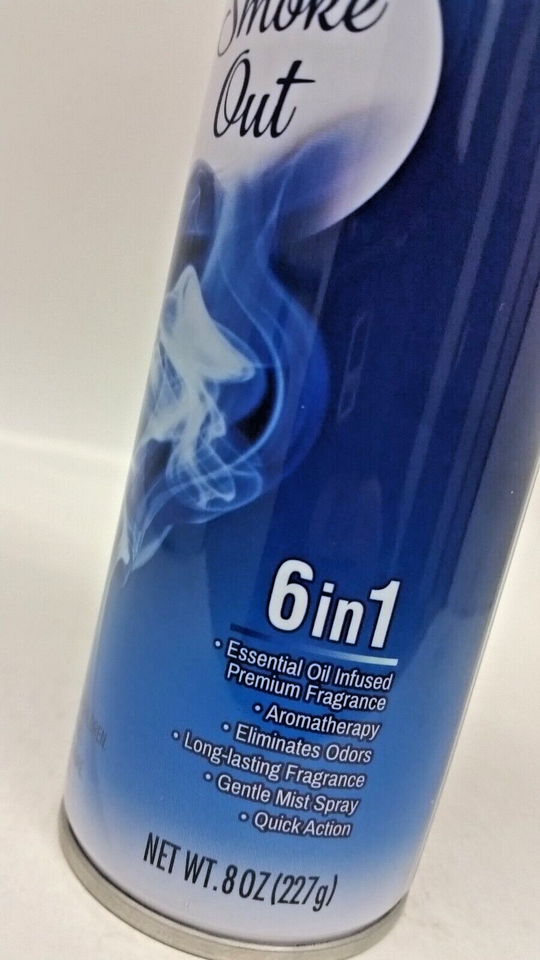 Smoke
Out
6in1
• Essential Oil Infused
Premium Fragrance
• Aromatherapy
• Eliminates Odors
• Long-lasting Fragrance
• Gentle Mist Spray
• Quick Action
NET WT. 8 OZ (227g)